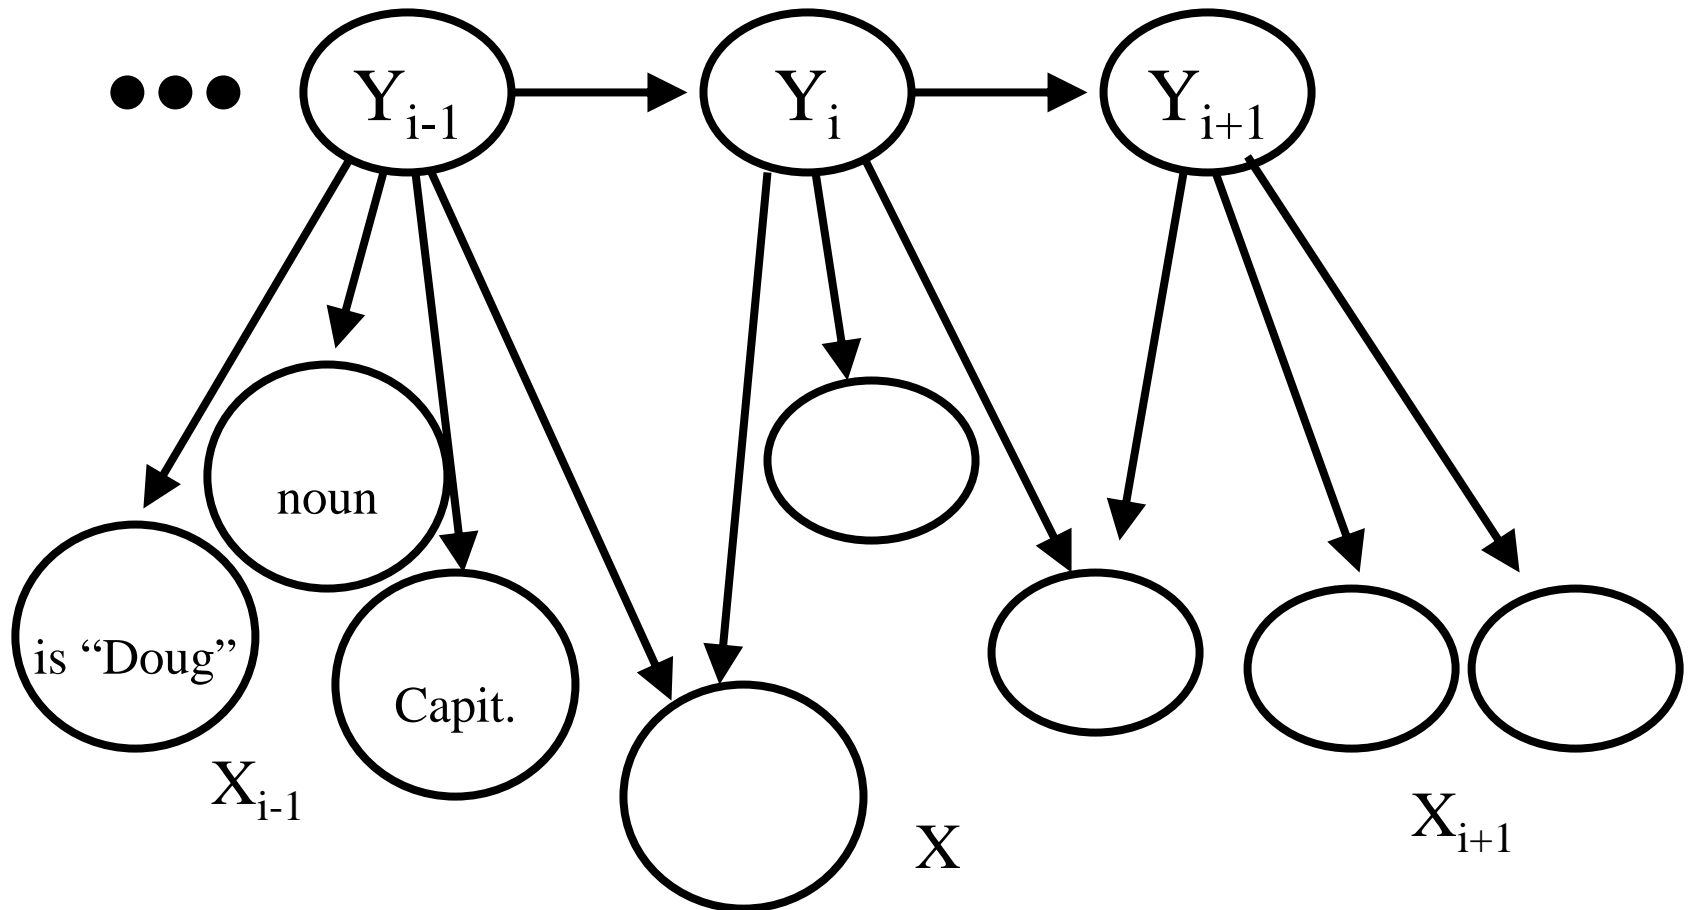 ••• Y_{i-1} Y_i Y_{i+1}
noun
is “Doug”
Capit.
X_{i-1}
X
X_{i+1}